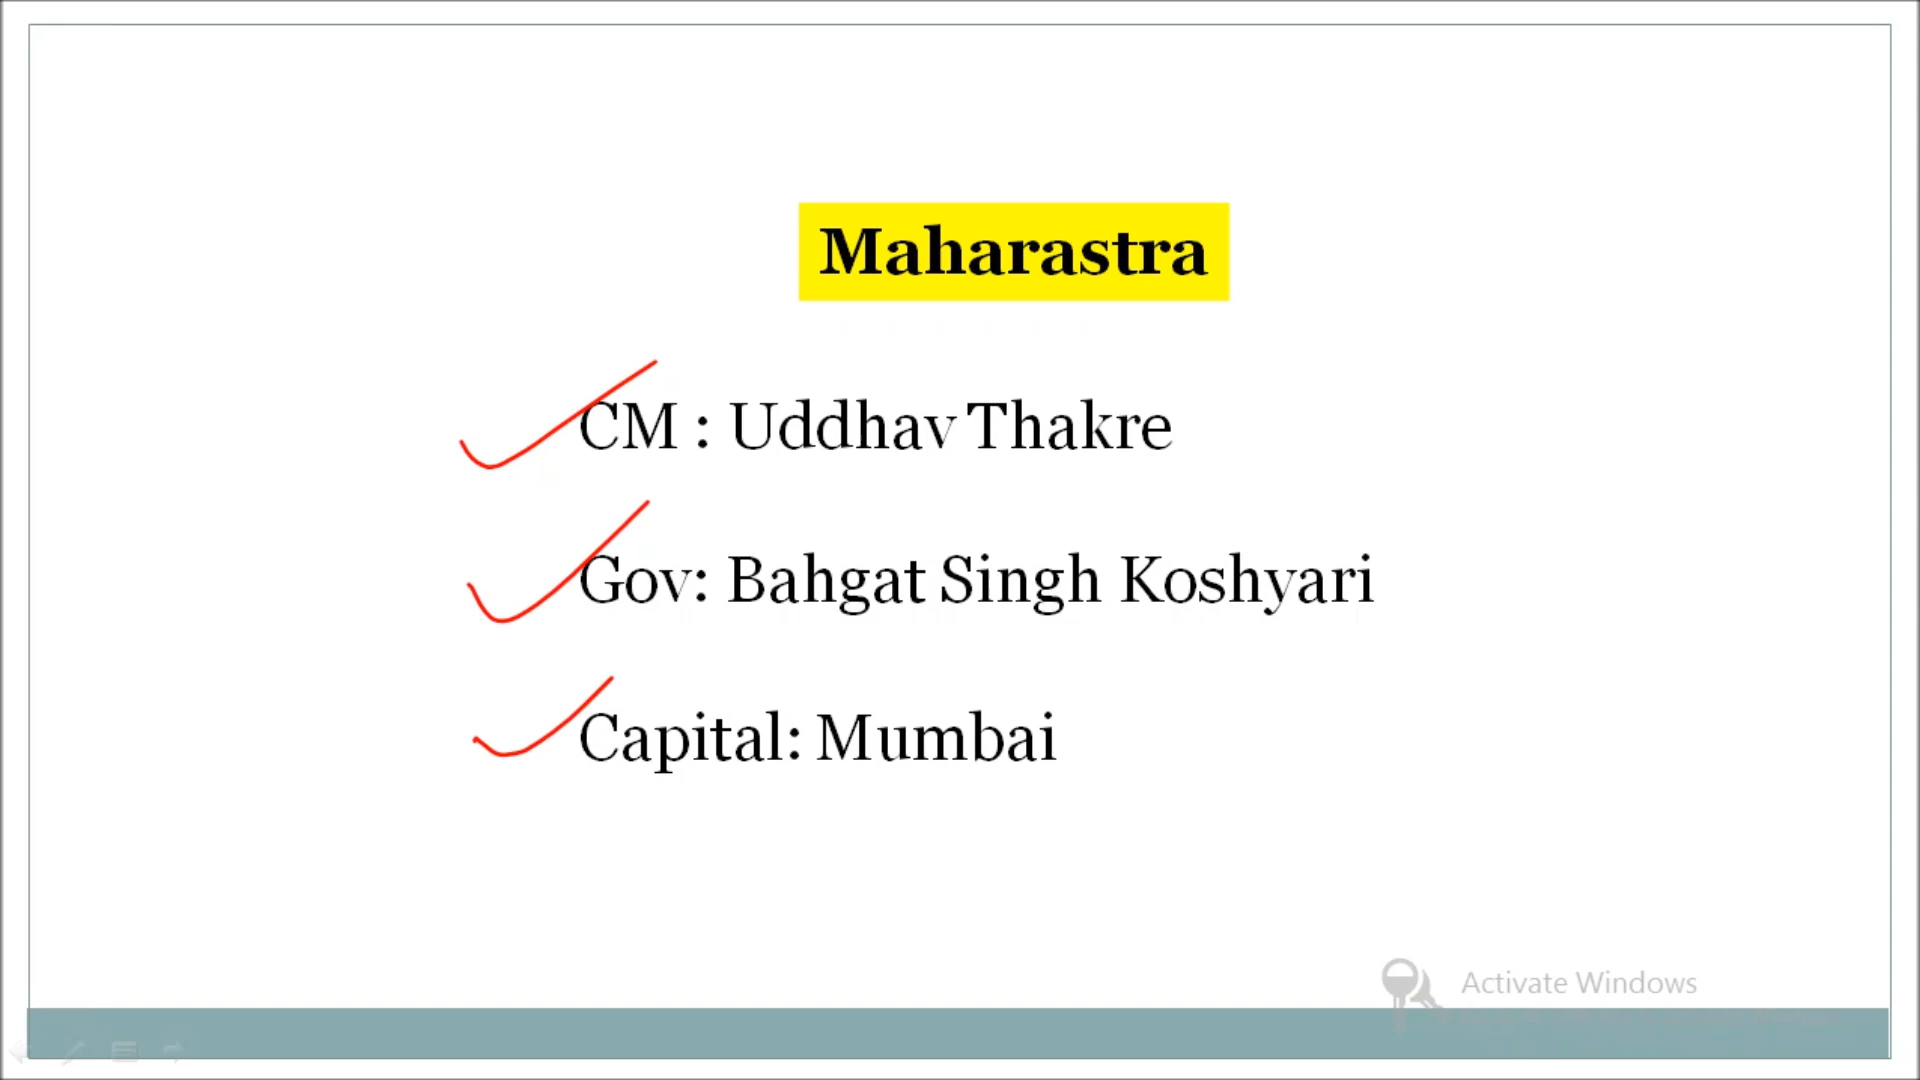 Maharastra
CM : Uddhav Thakre
Gov: Bahgat Singh Koshyari
Capital: Mumbai
Activate Windows